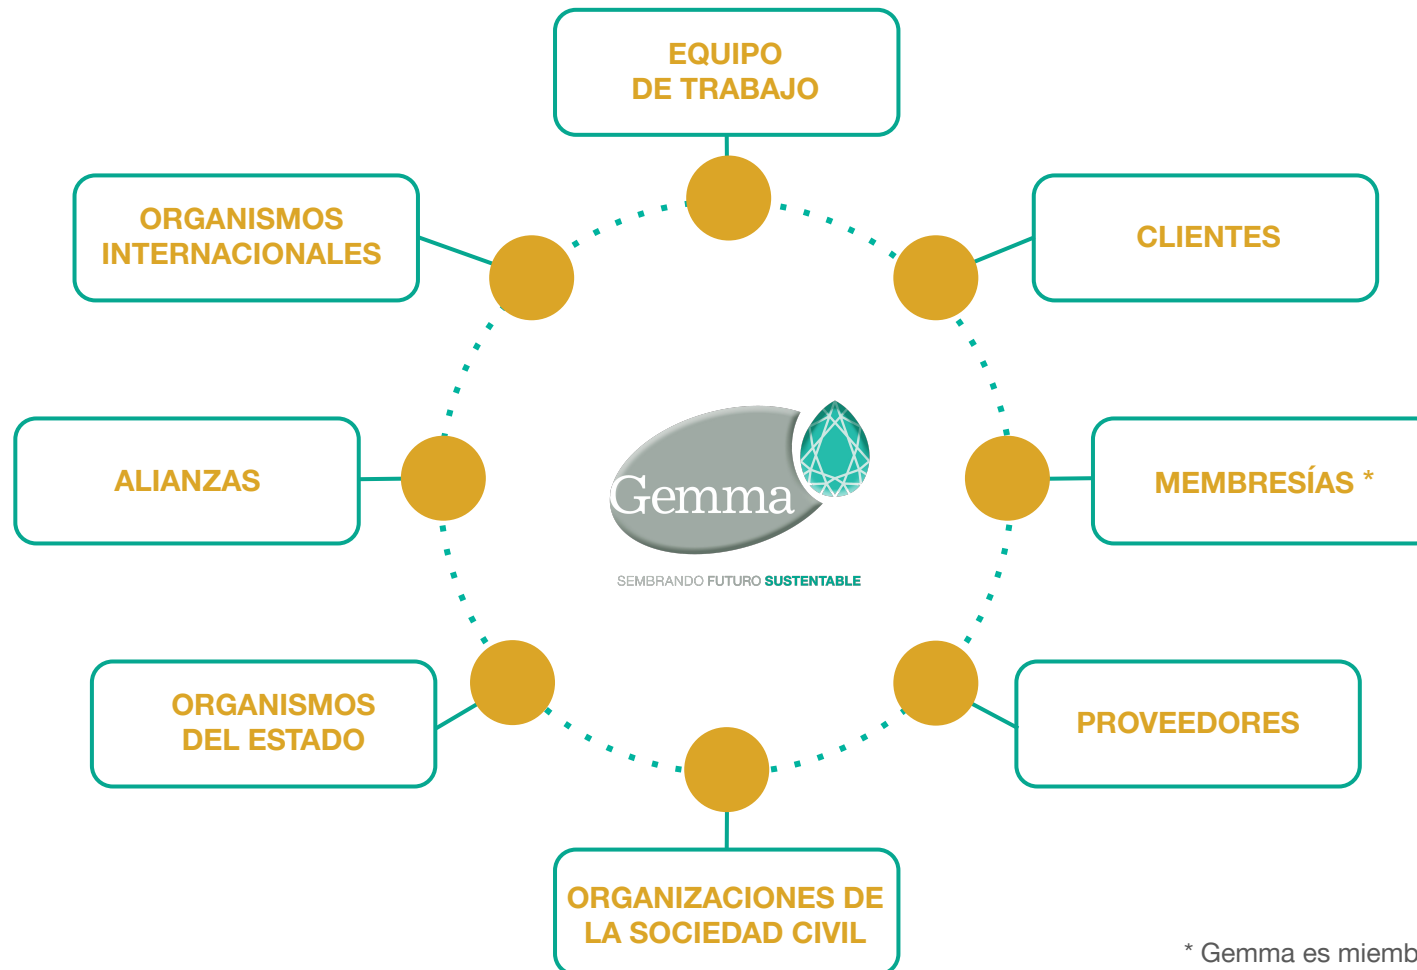 EQUIPO
DE TRABAJO
ORGANISMOS
INTERNACIONALES
CLIENTES
ALIANZAS
Gemma
SEMBRANDO FUTURO SUSTENTABLE
MEMBRESÍAS *
ORGANISMOS
DEL ESTADO
PROVEEDORES
ORGANIZACIONES DE
LA SOCIEDAD CIVIL
* Gemma es miemb